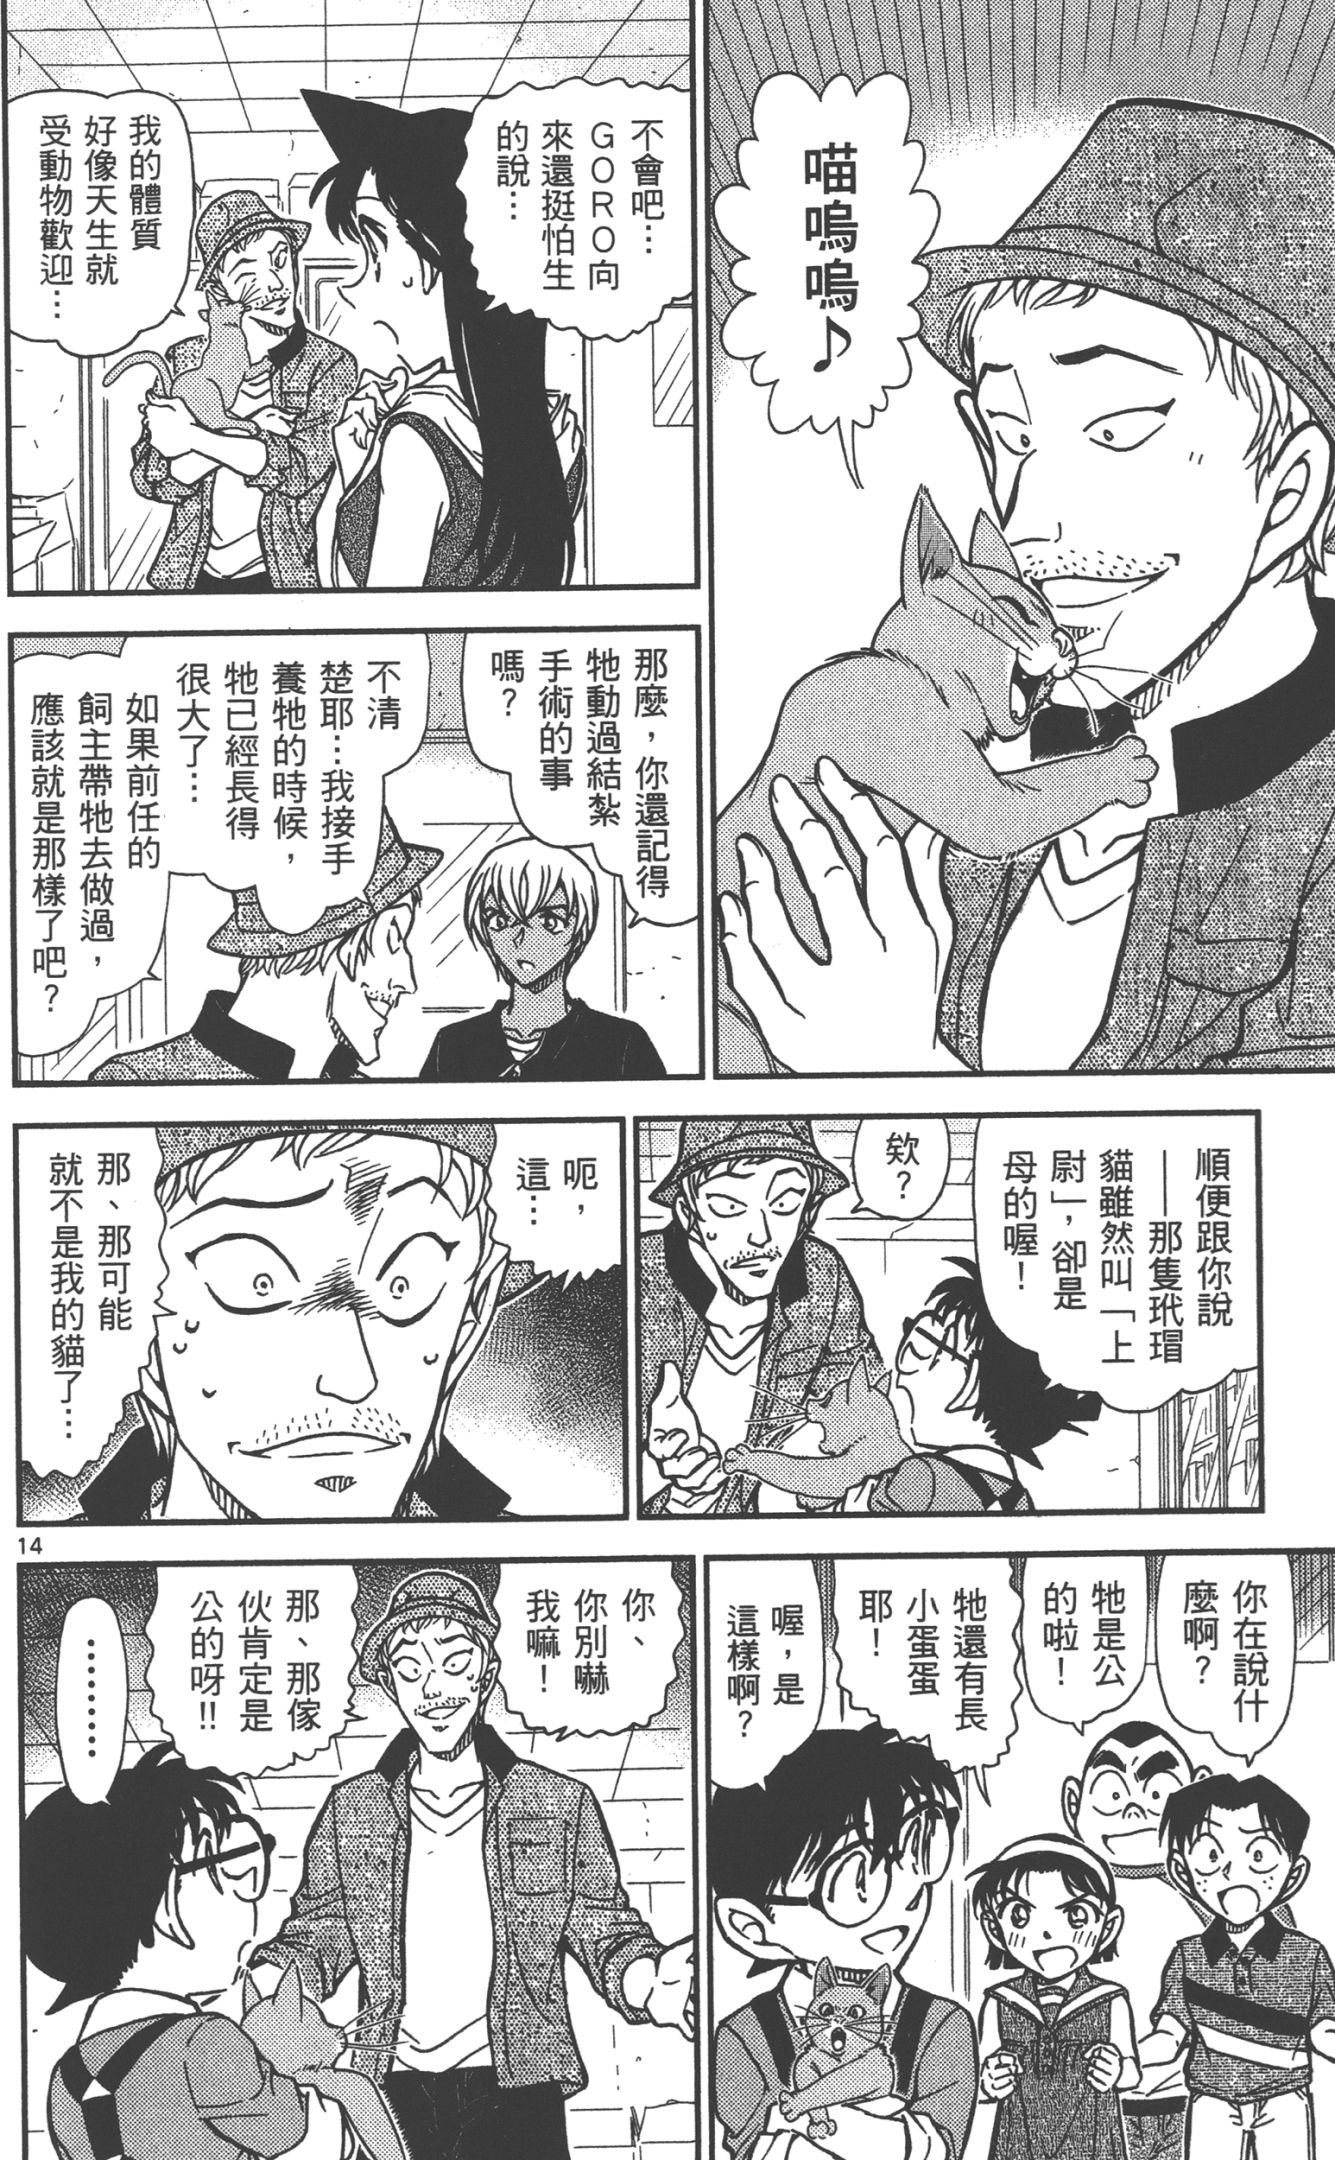 喵嗚嗚♪
不會吧…
GORO向
來還挺怕生
的說…
我的體質
好像天生就
受動物歡迎…
那麼，你還記得
牠動過結紮
手術的事
嗎？
不清
楚耶…我接手
養牠的時候，
牠已經長得
很大了…
如果前任的
飼主帶牠去做過，
應該就是那樣了吧？
順便跟你說
——那隻玳瑁
貓雖然叫「上
尉」，卻是
母的喔！
欸？
呃，
這…
那、那可能
就不是我的貓了…
你在說什
麼啊？
牠是公
的啦！
牠還有長
小蛋蛋
耶！
喔，是
這樣啊？
你、
你別嚇
我嘛！
那、那傢
伙肯定是
公的呀!!
………
14